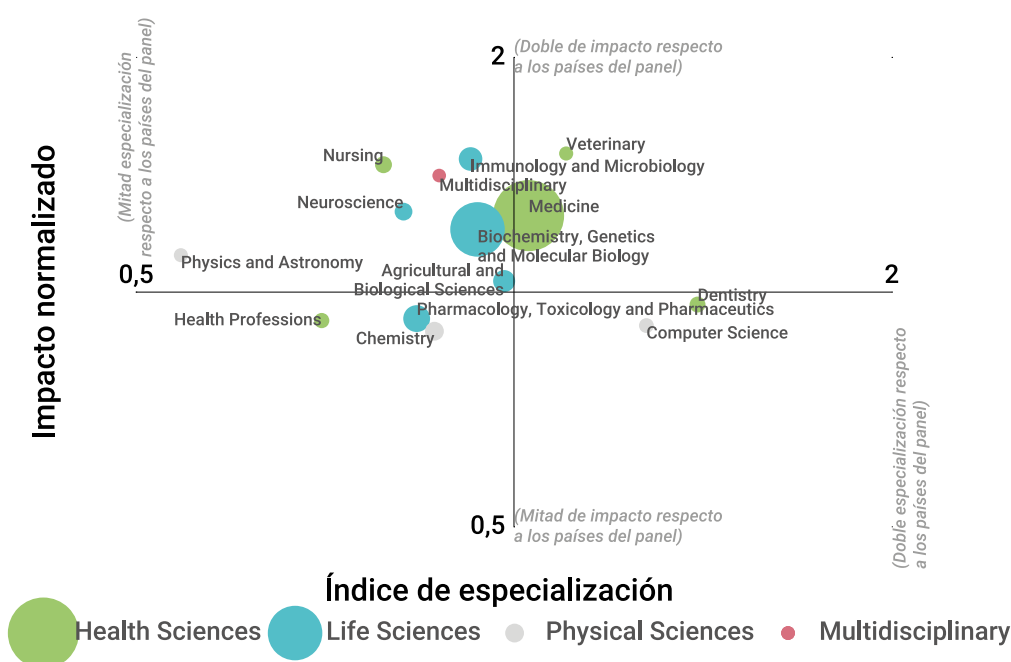 2
(Doble de impacto respecto
a los países del panel)
(Mitad especialización
respecto a los países del panel)
Impacto normalizado
Veterinary
Nursing
Immunology and Microbiology
Multidisciplinary
Neuroscience
Medicine
Biochemistry, Genetics
and Molecular Biology
Physics and Astronomy
Agricultural and
Biological Sciences
0,5
2
Dentistry
Pharmacology, Toxicology and Pharmaceutics
Health Professions
Computer Science
Chemistry
(Doble especialización respecto
a los países del panel)
0,5
(Mitad de impacto respecto
a los países del panel)
Índice de especialización
Health Sciences
Life Sciences
Physical Sciences
Multidisciplinary